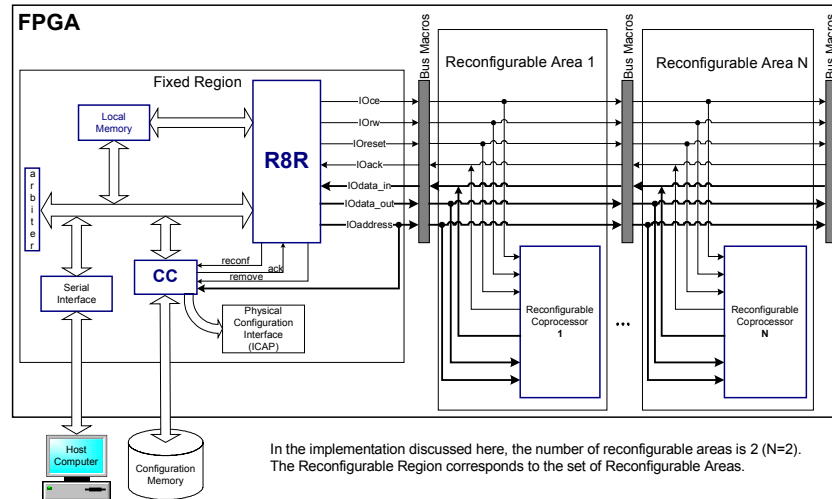 FPGA
Fixed Region
Local
Memory
R8R
a
r
b
i
t
e
r
CC
reconf
ack
remove
Serial
Interface
Physical
Configuration
Interface
(ICAP)
IOce
IOrw
IOreset
IOack
IOdata_in
IOdata_out
IOaddress
Bus Macros
Reconfigurable Area 1
Reconfigurable
Coprocessor
1
...
Bus Macros
Reconfigurable Area N
Reconfigurable
Coprocessor
N
Bus Macros
Host
Computer
Configuration
Memory
In the implementation discussed here, the number of reconfigurable areas is 2 (N=2).
The Reconfigurable Region corresponds to the set of Reconfigurable Areas.